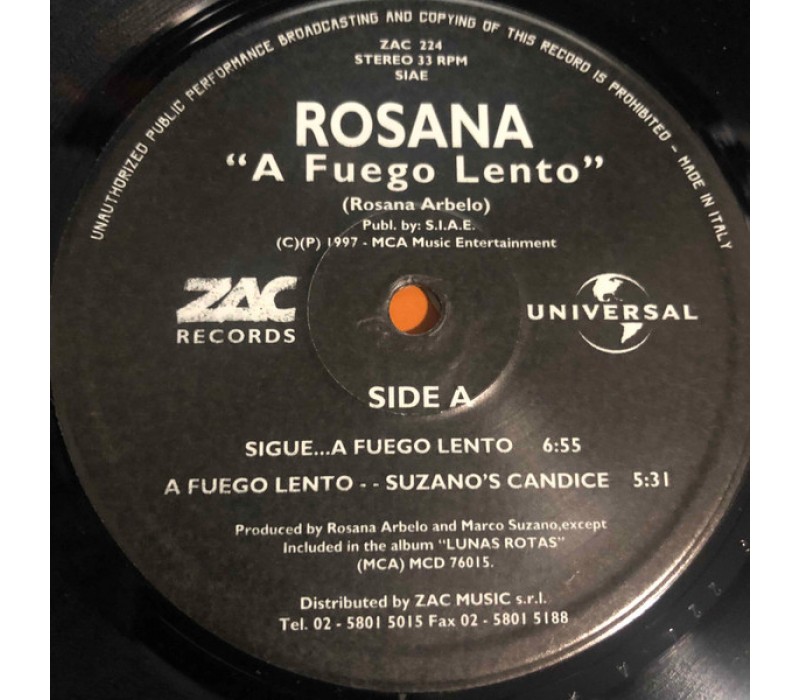 UNAUTHORIZED PUBLIC PERFORMANCE BROADCASTING AND COPYING OF THIS RECORD IS PROHIBITED - MADE IN ITALY
ZAC 224
STEREO 33 RPM
SIAE
ROSANA
“A Fuego Lento”
(Rosana Arbelo)
Publ. by: S.I.A.E.
(C)(P) 1997 - MCA Music Entertainment
ZAC
RECORDS
UNIVERSAL
SIDE A
SIGUE...A FUEGO LENTO 6:55
A FUEGO LENTO - - SUZANO'S CANDICE 5:31
Produced by Rosana Arbelo and Marco Suzano,except
Included in the album “LUNAS ROTAS”
(MCA) MCD 76015.
Distributed by ZAC MUSIC s.r.l.
Tel. 02 - 5801 5015 Fax 02 - 5801 5188